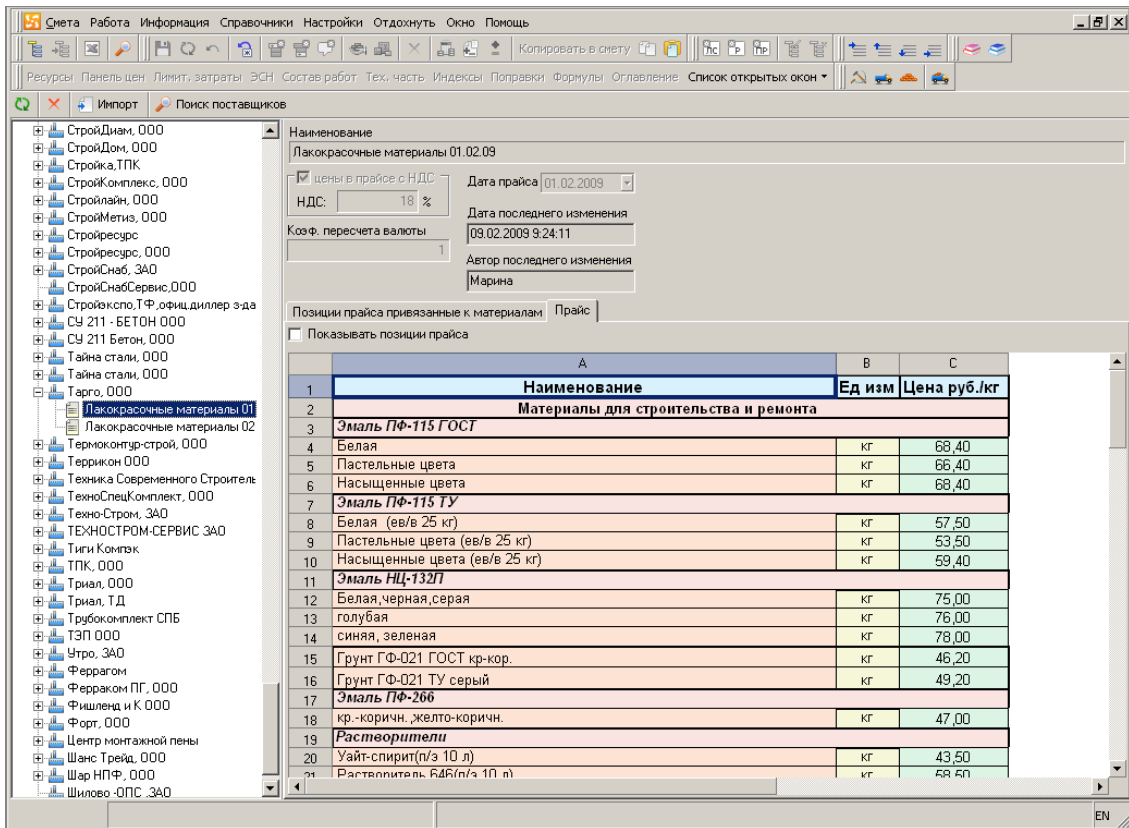 Смета Работа Информация Справочники Настройки Отдохнуть Окно Помощь
Копировать в смету
Ресурсы Панель цен Лимит. затраты ЭСН Состав работ Тех. часть Индексы Поправки Формулы Оглавление Список открытых окон
Импорт Поиск поставщиков
СтройДиам, ООО
СтройДом, ООО
Стройка,ТПК
СтройКомплекс, ООО
Стройлайн, ООО
СтройМетиз, ООО
Стройресурс
Стройресурс, ООО
СтройСнаб, ЗАО
СтройСнабСервис,ООО
Стройэкспо,ТФ,офиц.диллер з-да
СУ 211 - БЕТОН ООО
СУ 211 Бетон, ООО
Тайна стали, ООО
Тайна стали, ООО
Тарго, ООО
Лакокрасочные материалы 01
Лакокрасочные материалы 02
Термоконтур-строй, ООО
Террикон ООО
Техника Современного Строитель
ТехноСпецКомплект, ООО
Техно-Стром, ЗАО
ТЕХНОСТРОМ-СЕРВИС ЗАО
Тиги Компэк
ТПК, ООО
Триал, ООО
Триал, ТД
Трубокомплект СПБ
ТЭП ООО
Утро, ЗАО
Феррагом
Ферраком ПГ, ООО
Фишленд и К ООО
Форт, ООО
Центр монтажной пены
Шанс Трейд, ООО
Шар НПФ, ООО
Шилово -ОПС .ЗАО
Наименование
Лакокрасочные материалы 01.02.09
цены в прайсе с НДС
НДС: 18 %
Коэф. пересчета валюты
1
Дата прайса 01.02.2009
Дата последнего изменения
09.02.2009 9:24:11
Автор последнего изменения
Марина
Позиции прайса привязанные к материалам Прайс
Показывать позиции прайса
A B C
1 Наименование Ед изм Цена руб./кг
2 Материалы для строительства и ремонта
3 Эмаль ПФ-115 ГОСТ
4 Белая кг 68,40
5 Пастельные цвета кг 66,40
6 Насыщенные цвета кг 68,40
7 Эмаль ПФ-115 ТУ
8 Белая (ев/в 25 кг) кг 57,50
9 Пастельные цвета (ев/в 25 кг) кг 53,50
10 Насыщенные цвета (ев/в 25 кг) кг 59,40
11 Эмаль НЦ-132П
12 Белая,черная,серая кг 75,00
13 голубая кг 76,00
14 синяя, зеленая кг 78,00
15 Грунт ГФ-021 ГОСТ кр-кор. кг 46,20
16 Грунт ГФ-021 ТУ серый кг 49,20
17 Эмаль ПФ-266
18 кр.-коричн.,желто-коричн. кг 47,00
19 Растворители
20 Уайт-спирит(п/э 10 л) кг 43,50
21 Растворитель 646(п/э 10 л) кг 58,50
EN